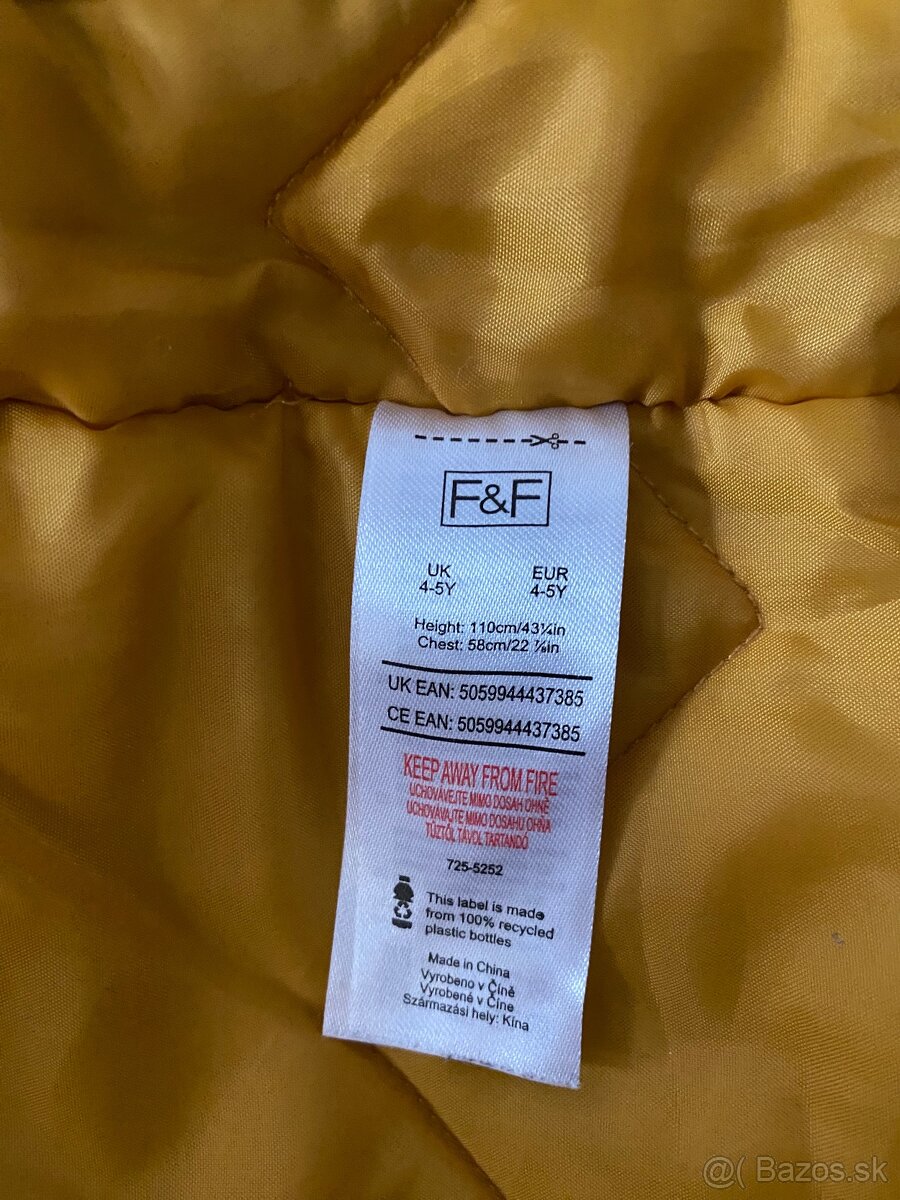 F&F
UK EUR
4-5Y 4-5Y
Height: 110cm/43¼in
Chest: 58cm/22 ⅞in
UK EAN: 5059944437385
CE EAN: 5059944437385
KEEP AWAY FROM FIRE
UCHOVÁVEJTE MIMO DOSAH OHNĚ
UCHOVÁVAJTE MIMO DOSAHU OHŇA
TŰZTŐL TÁVOL TARTANDÓ
725-5252
This label is made
from 100% recycled
plastic bottles
Made in China
Vyrobeno v Číně
Vyrobené v Číne
Származási hely: Kína
@( Bazos.sk